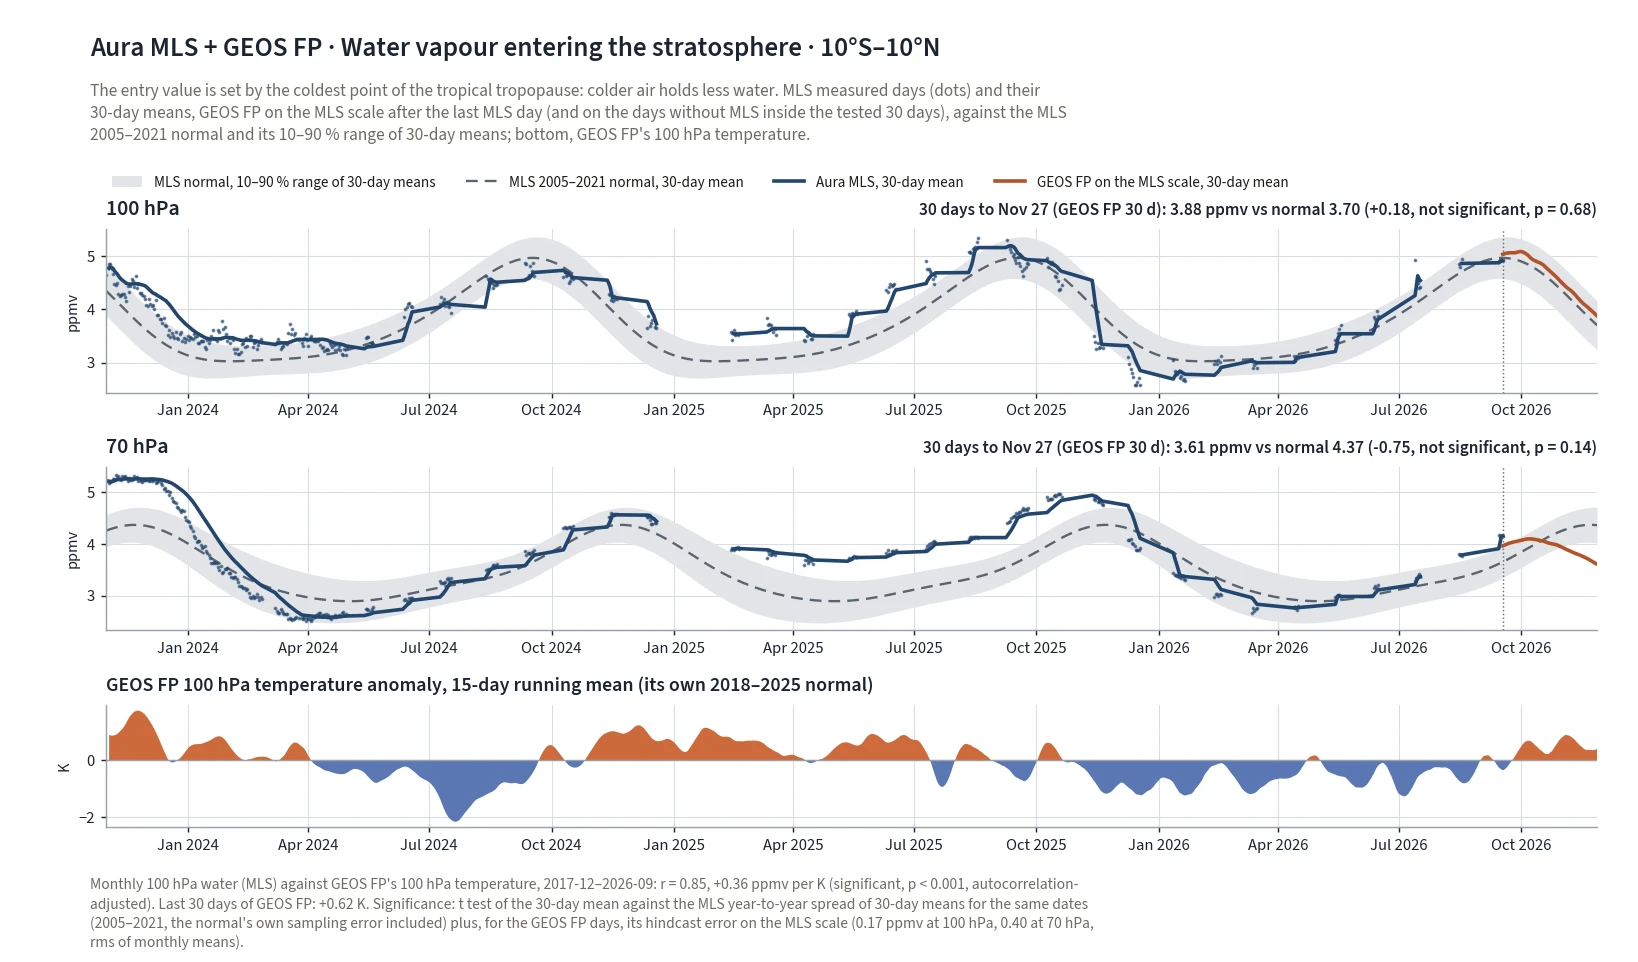 Aura MLS + GEOS FP · Water vapour entering the stratosphere · 10°S–10°N
The entry value is set by the coldest point of the tropical tropopause: colder air holds less water. MLS measured days (dots) and their
30-day means, GEOS FP on the MLS scale after the last MLS day (and on the days without MLS inside the tested 30 days), against the MLS
2005–2021 normal and its 10–90 % range of 30-day means; bottom, GEOS FP's 100 hPa temperature.
MLS normal, 10–90 % range of 30-day means
MLS 2005–2021 normal, 30-day mean
Aura MLS, 30-day mean
GEOS FP on the MLS scale, 30-day mean
100 hPa
30 days to Nov 27 (GEOS FP 30 d): 3.88 ppmv vs normal 3.70 (+0.18, not significant, p = 0.68)
5
4
3
ppmv
Jan 2024 Apr 2024 Jul 2024 Oct 2024 Jan 2025 Apr 2025 Jul 2025 Oct 2025 Jan 2026 Apr 2026 Jul 2026 Oct 2026
70 hPa
30 days to Nov 27 (GEOS FP 30 d): 3.61 ppmv vs normal 4.37 (-0.75, not significant, p = 0.14)
5
4
3
ppmv
Jan 2024 Apr 2024 Jul 2024 Oct 2024 Jan 2025 Apr 2025 Jul 2025 Oct 2025 Jan 2026 Apr 2026 Jul 2026 Oct 2026
GEOS FP 100 hPa temperature anomaly, 15-day running mean (its own 2018–2025 normal)
0
−2
K
Jan 2024 Apr 2024 Jul 2024 Oct 2024 Jan 2025 Apr 2025 Jul 2025 Oct 2025 Jan 2026 Apr 2026 Jul 2026 Oct 2026
Monthly 100 hPa water (MLS) against GEOS FP's 100 hPa temperature, 2017-12–2026-09: r = 0.85, +0.36 ppmv per K (significant, p < 0.001, autocorrelation-
adjusted). Last 30 days of GEOS FP: +0.62 K. Significance: t test of the 30-day mean against the MLS year-to-year spread of 30-day means for the same dates
(2005–2021, the normal's own sampling error included) plus, for the GEOS FP days, its hindcast error on the MLS scale (0.17 ppmv at 100 hPa, 0.40 at 70 hPa,
rms of monthly means).